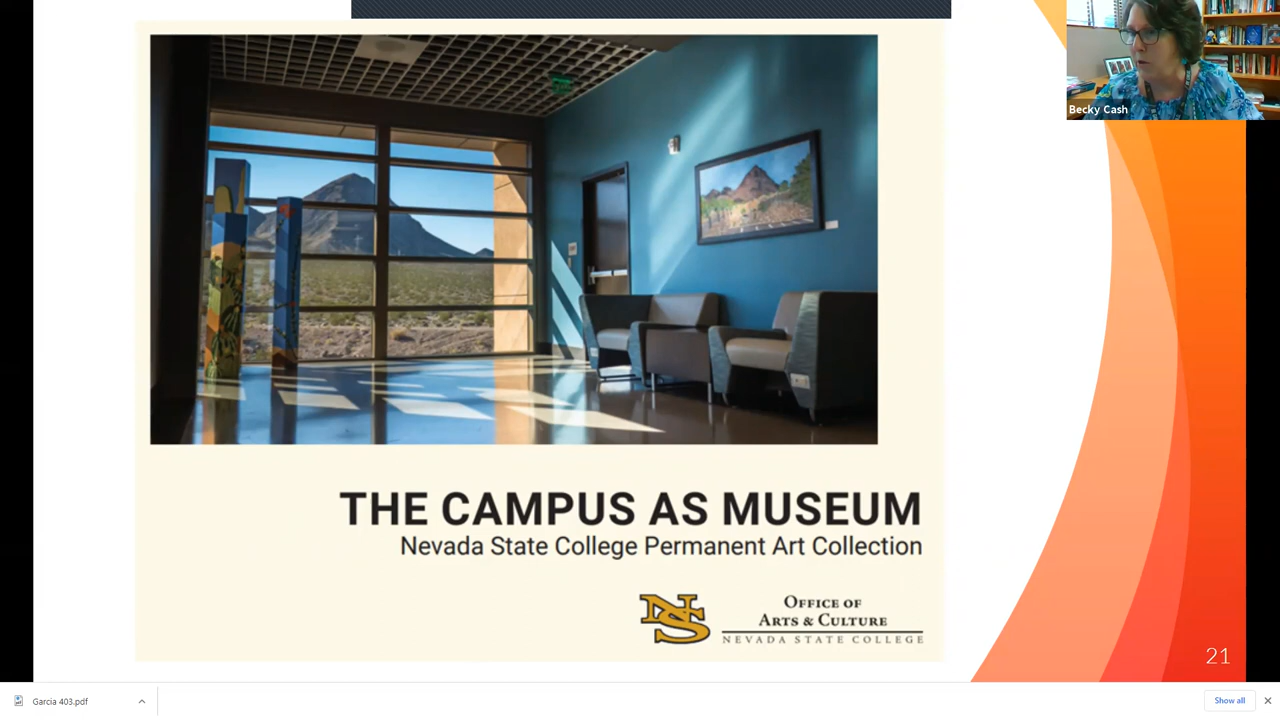 Becky Cash
THE CAMPUS AS MUSEUM
Nevada State College Permanent Art Collection
NS
OFFICE OF
ARTS & CULTURE
NEVADA STATE COLLEGE
21
Garcia 403.pdf
Show all